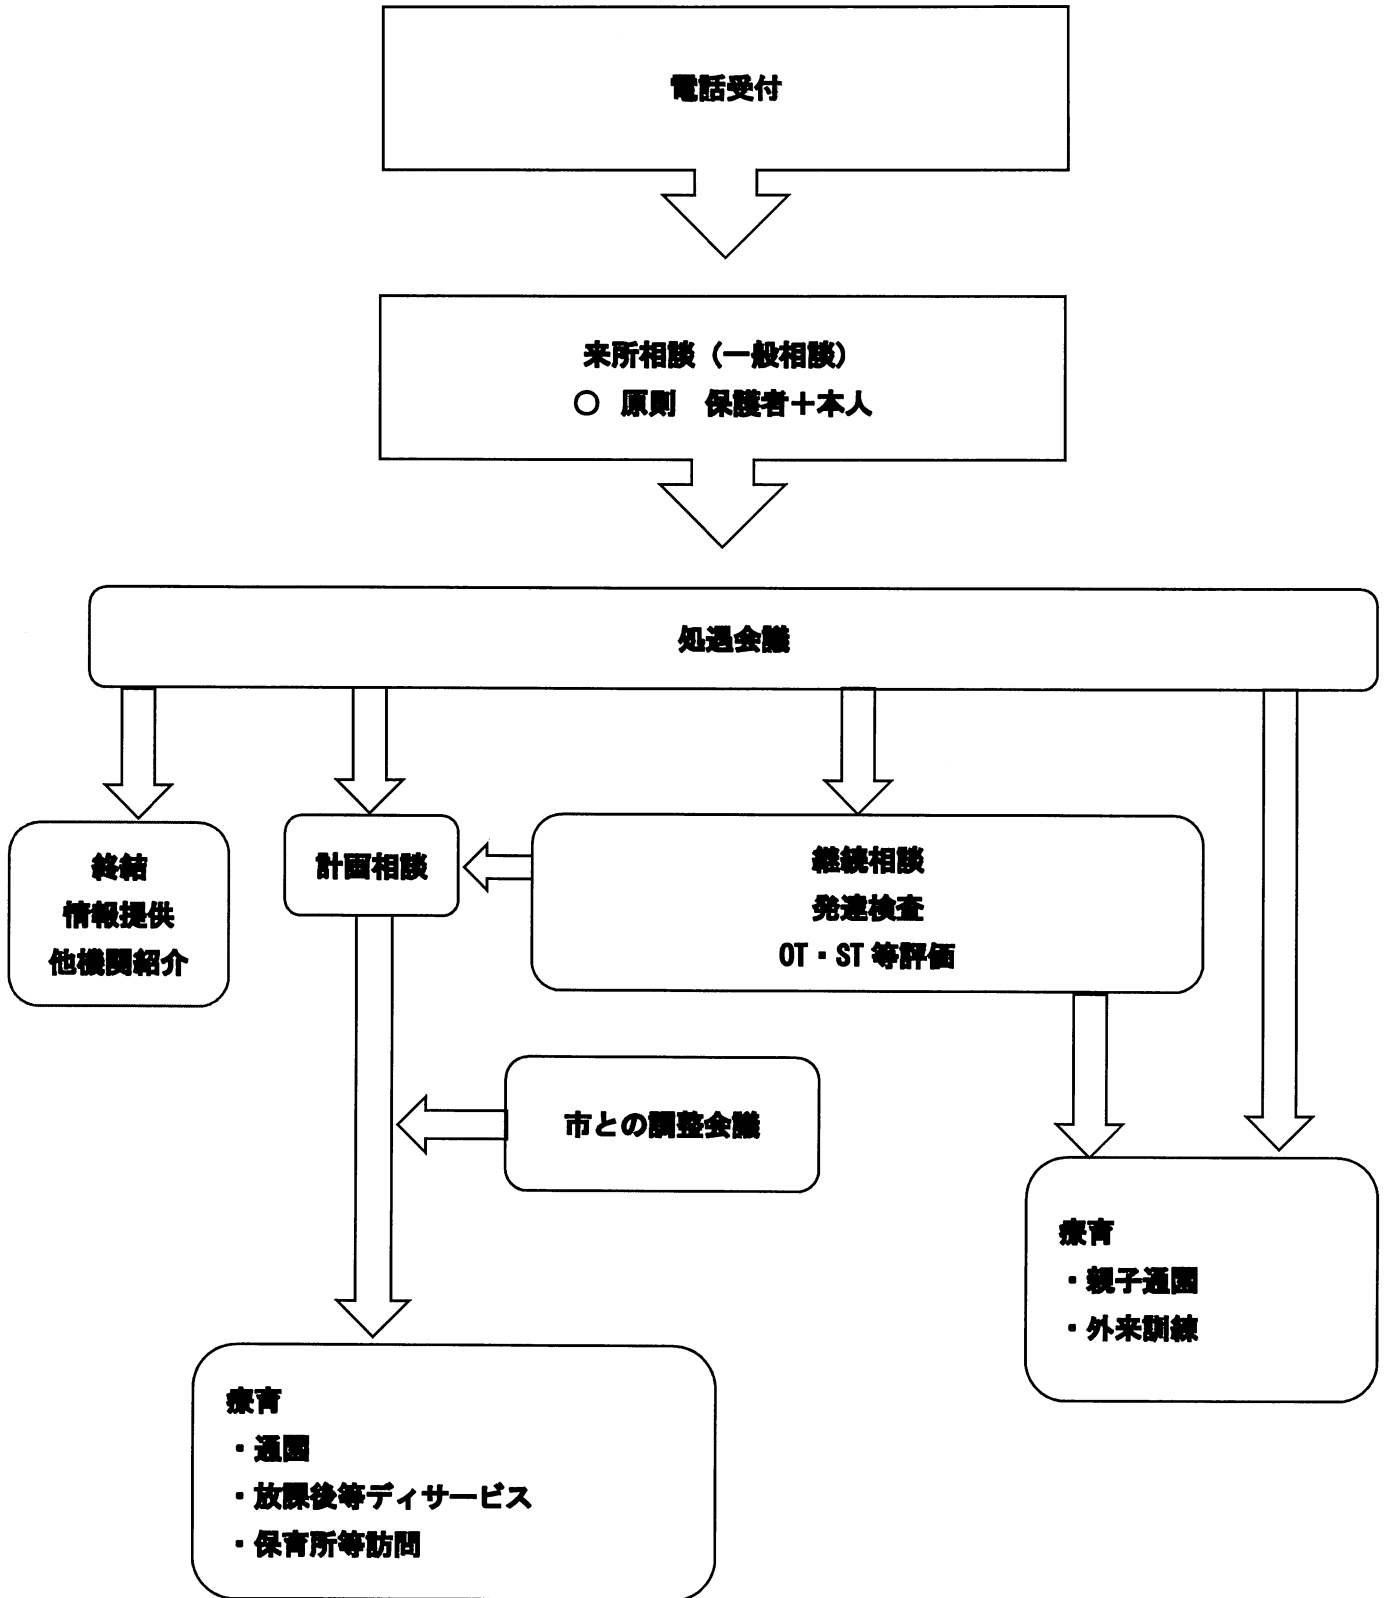 電話受付
来所相談（一般相談）
○ 原則　保護者＋本人
処遇会議
終結
情報提供
他機関紹介
計画相談
継続相談
発達検査
OT・ST 等評価
市との調整会議
療育
・親子通園
・外来訓練
療育
・通園
・放課後等ディサービス
・保育所等訪問